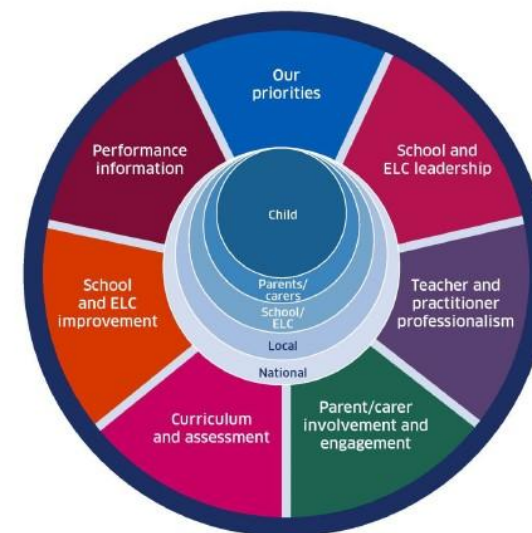 Our
priorities
School and
ELC leadership
Teacher and
practitioner
professionalism
Parent/carer
involvement and
engagement
Curriculum
and assessment
School
and ELC
improvement
Performance
information
Child
Parents/
carers
School/
ELC
Local
National